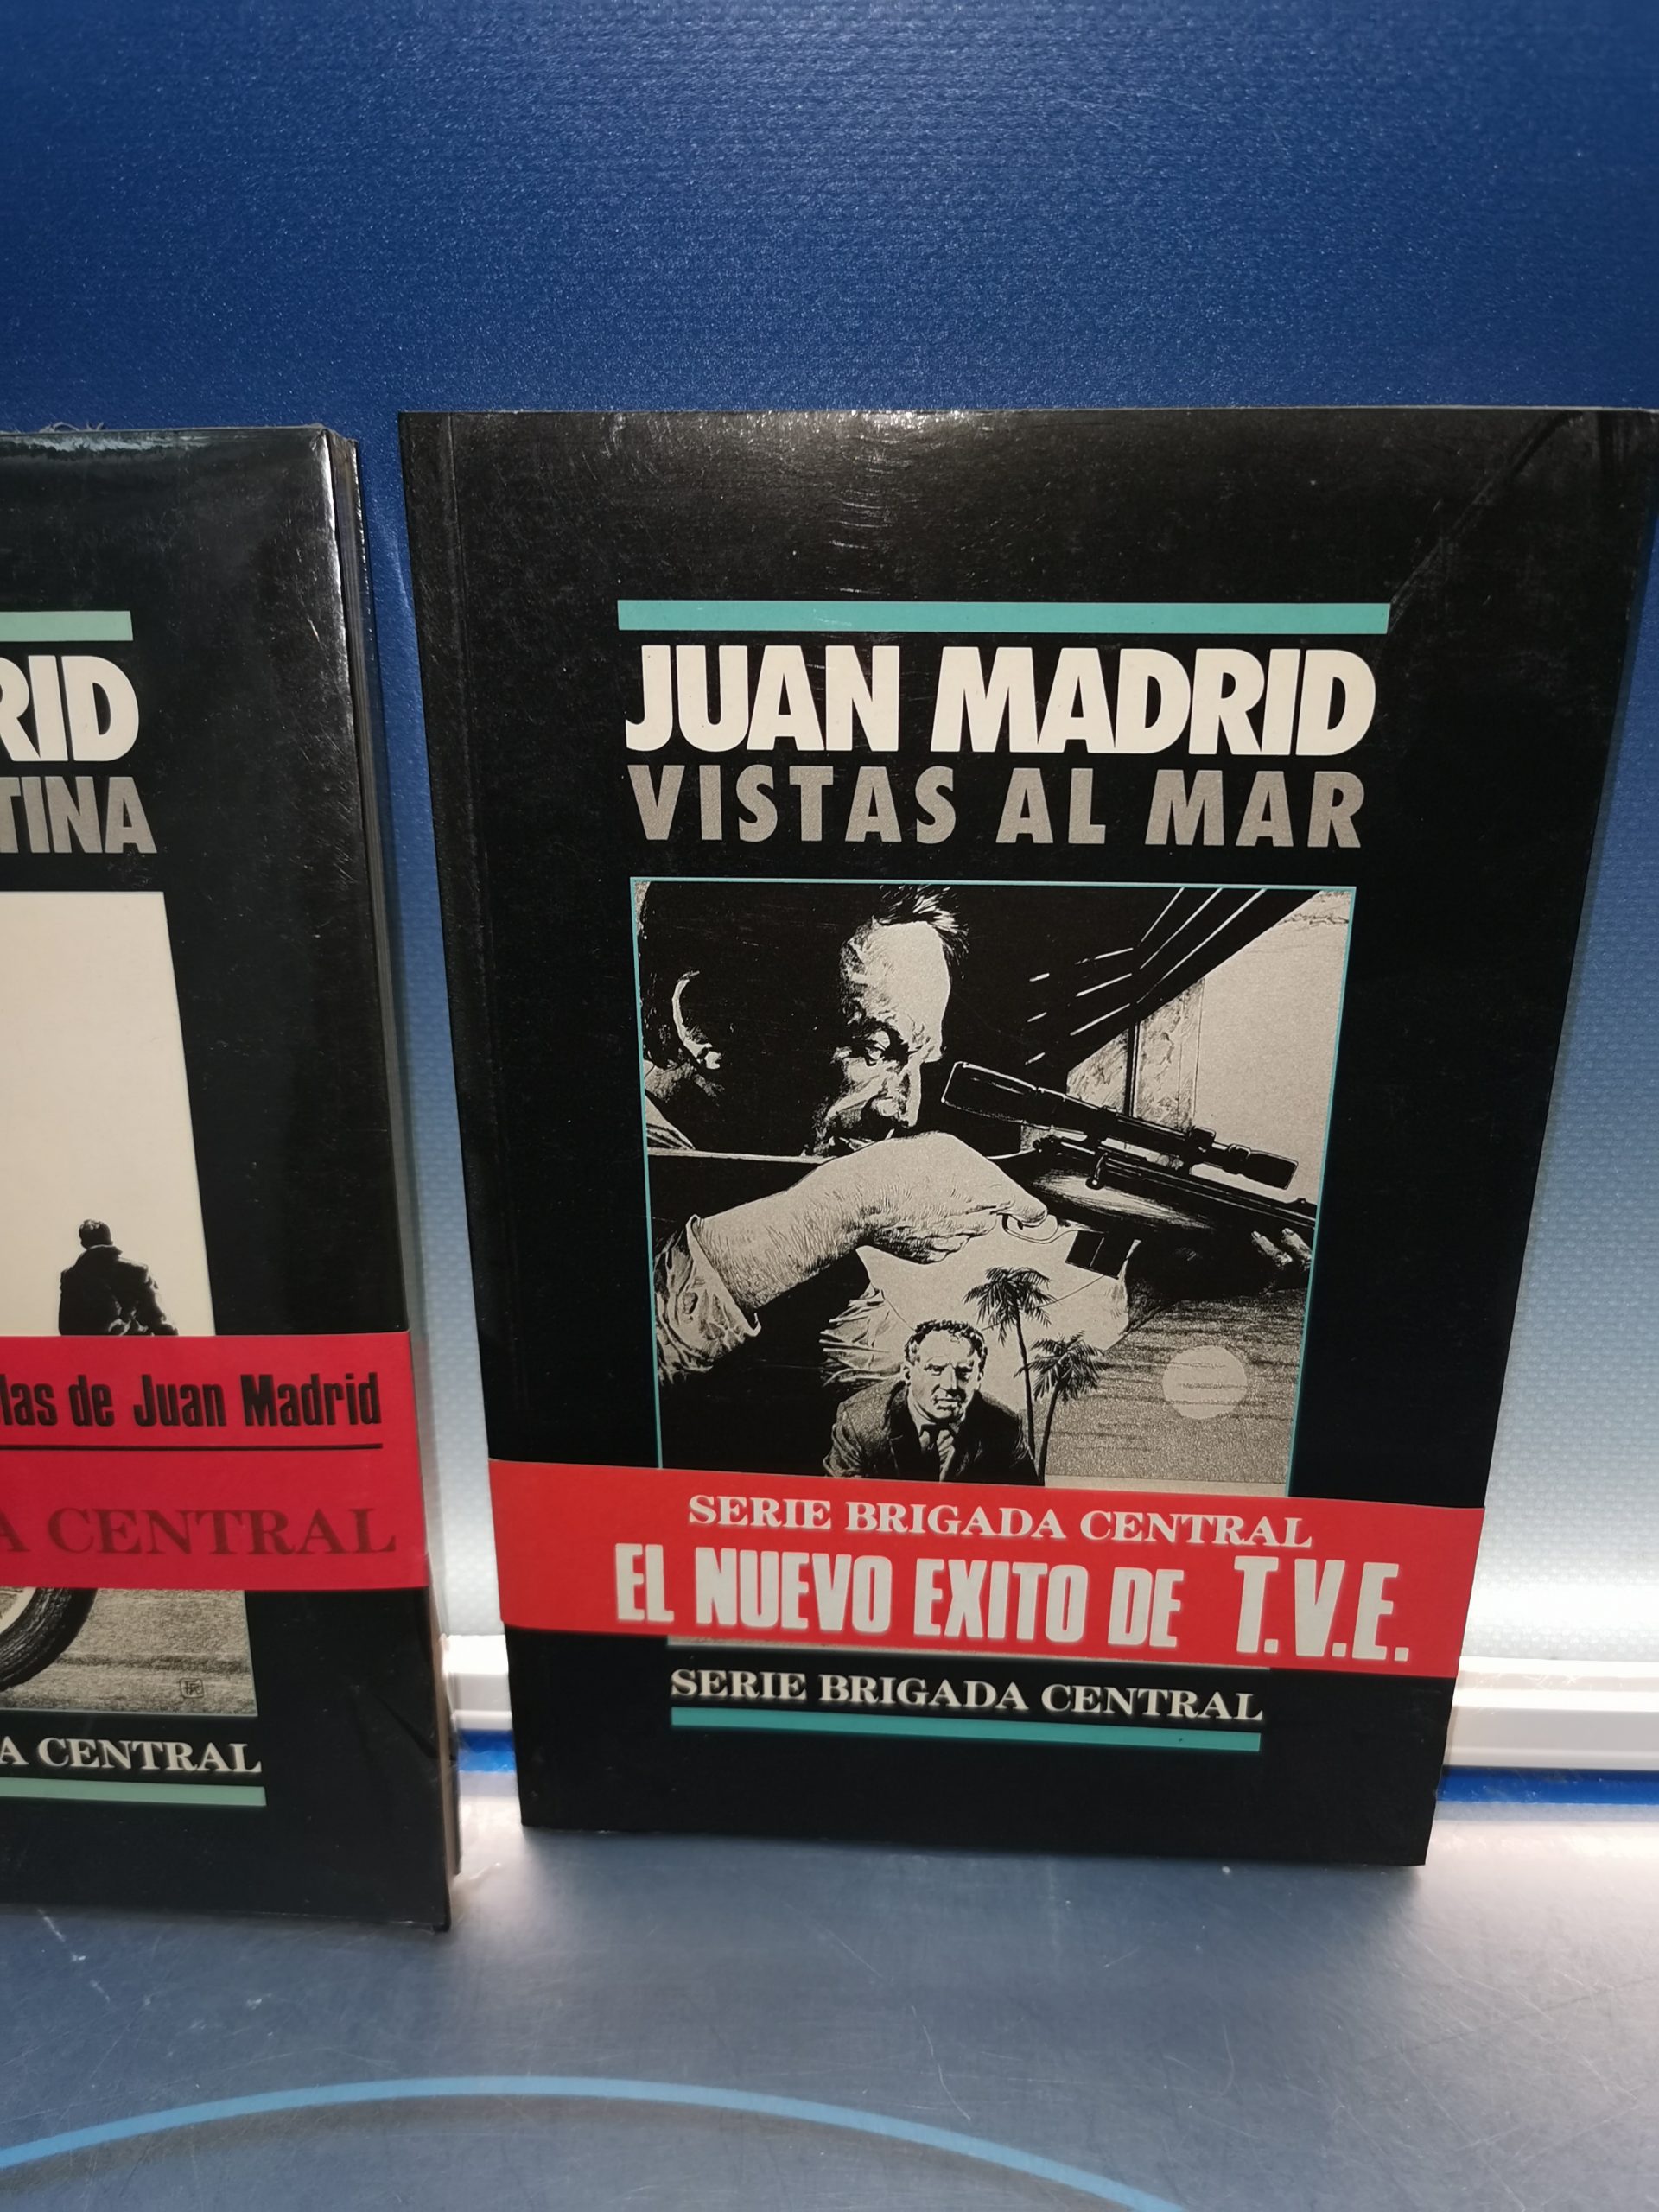 RID
TINA
las de Juan Madrid
A CENTRAL
A CENTRAL
JUAN MADRID
VISTAS AL MAR
SERIE BRIGADA CENTRAL
EL NUEVO EXITO DE T.V.E.
SERIE BRIGADA CENTRAL